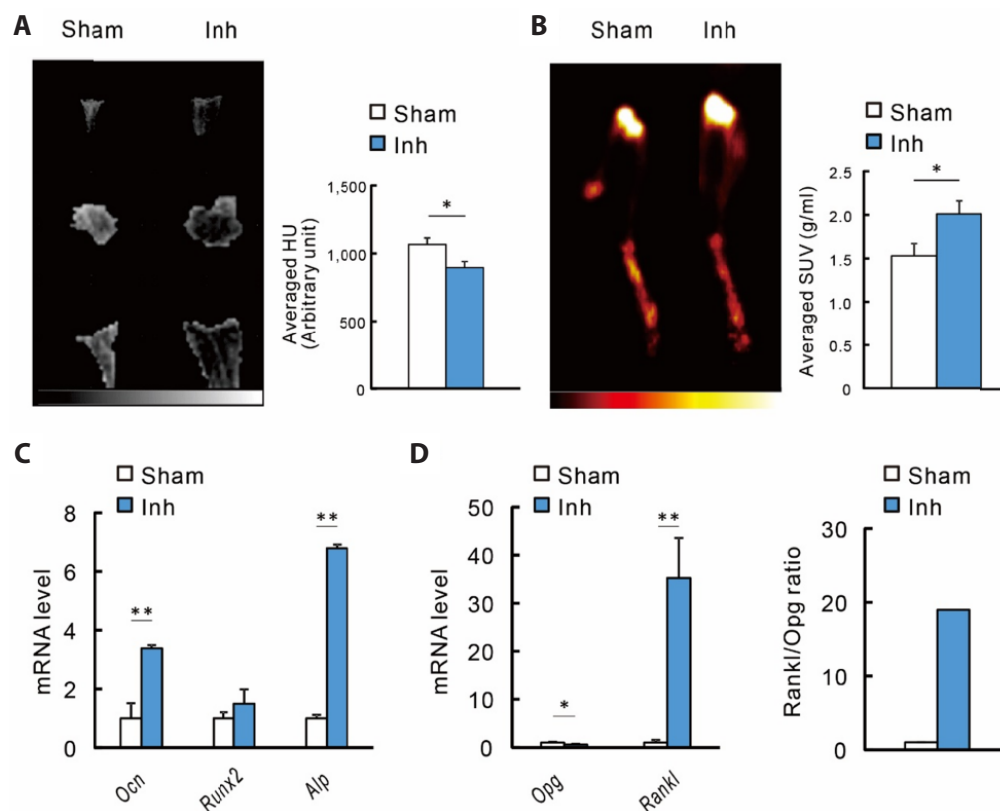 A
Sham Inh
Sham
Inh
Averaged HU
(Arbitrary unit)
1,500
1,000
500
0
*
B
Sham Inh
Sham
Inh
Averaged SUV (g/ml)
2.5
2.0
1.5
1.0
0.5
0
*
C
Sham
Inh
mRNA level
8
6
4
2
0
**
**
Ocn Runx2 Alp
D
Sham
Inh
mRNA level
50
40
30
20
10
0
*
**
Opg Rankl
Sham
Inh
Rankl/Opg ratio
30
20
10
0